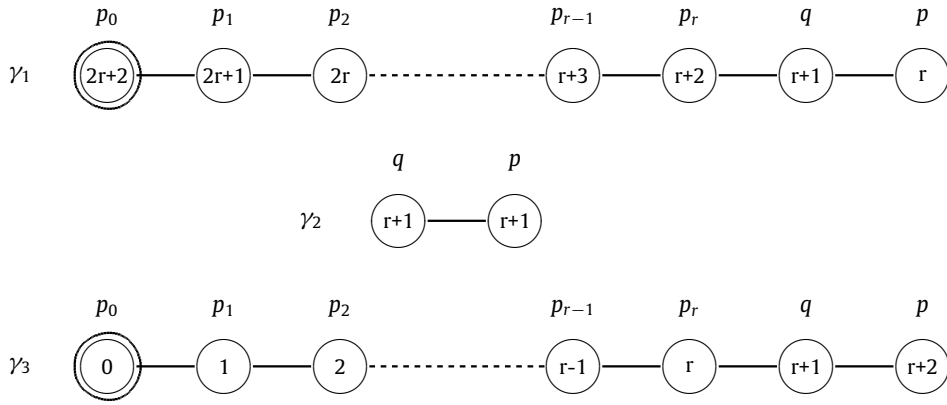 p₀ p₁ p₂ pᵣ₋₁ pᵣ q p
γ₁ 2r+2 2r+1 2r r+3 r+2 r+1 r
q p
γ₂ r+1 r+1
p₀ p₁ p₂ pᵣ₋₁ pᵣ q p
γ₃ 0 1 2 r-1 r r+1 r+2